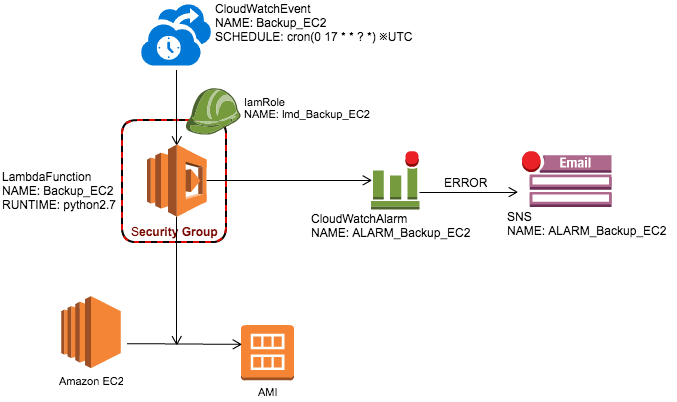 CloudWatchEvent
NAME: Backup_EC2
SCHEDULE: cron(0 17 * * ? *) ※UTC
IamRole
NAME: lmd_Backup_EC2
LambdaFunction
NAME: Backup_EC2
RUNTIME: python2.7
Security Group
CloudWatchAlarm
NAME: ALARM_Backup_EC2
ERROR
Email
SNS
NAME: ALARM_Backup_EC2
Amazon EC2
AMI